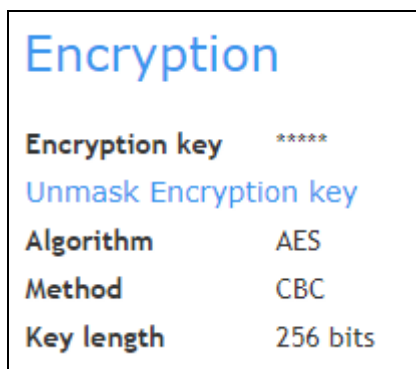 Encryption
Encryption key *****
Unmask Encryption key
Algorithm AES
Method CBC
Key length 256 bits